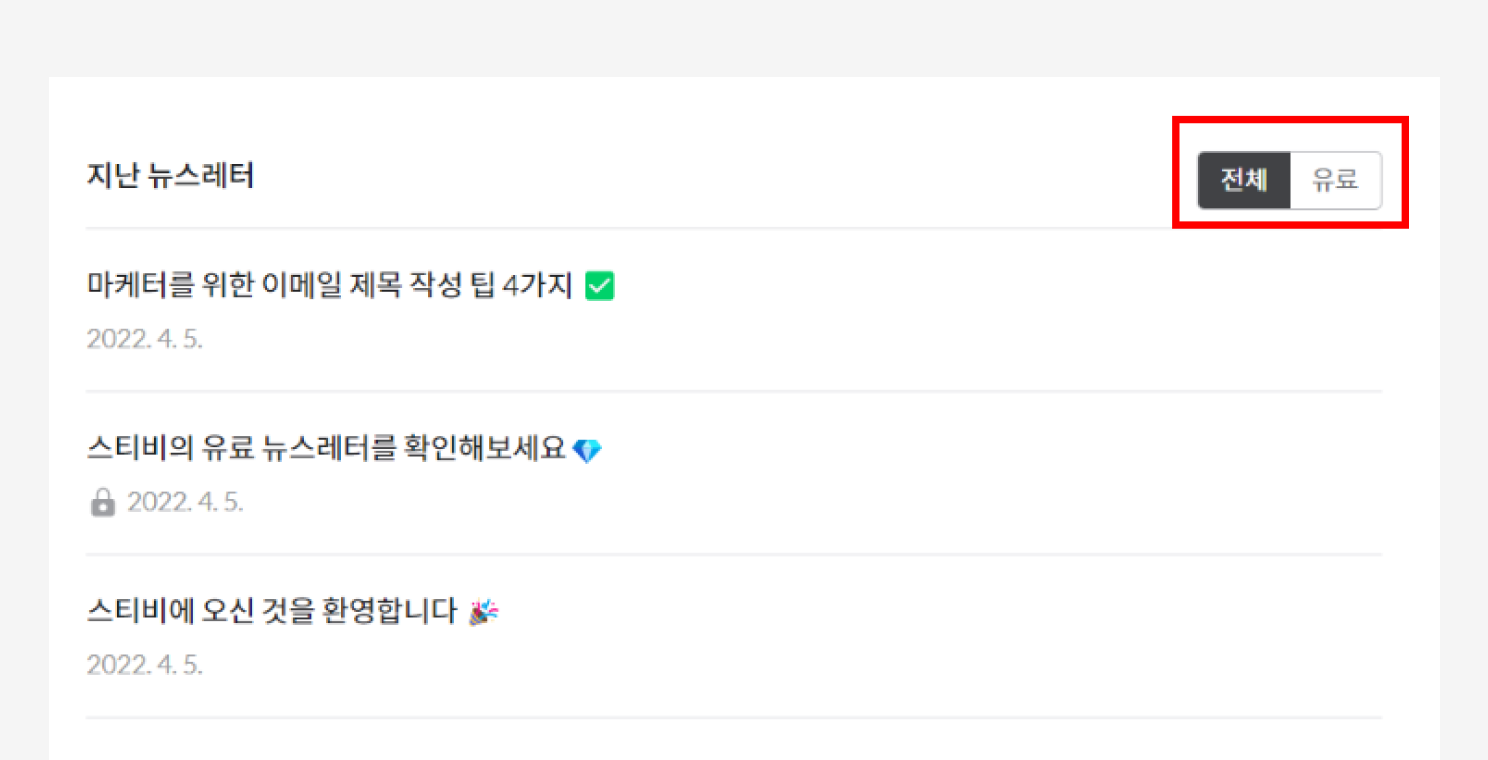 지난 뉴스레터
전체 유료
마케터를 위한 이메일 제목 작성 팁 4가지 ✅
2022. 4. 5.
스티비의 유료 뉴스레터를 확인해보세요 💎
2022. 4. 5.
스티비에 오신 것을 환영합니다 🎉
2022. 4. 5.